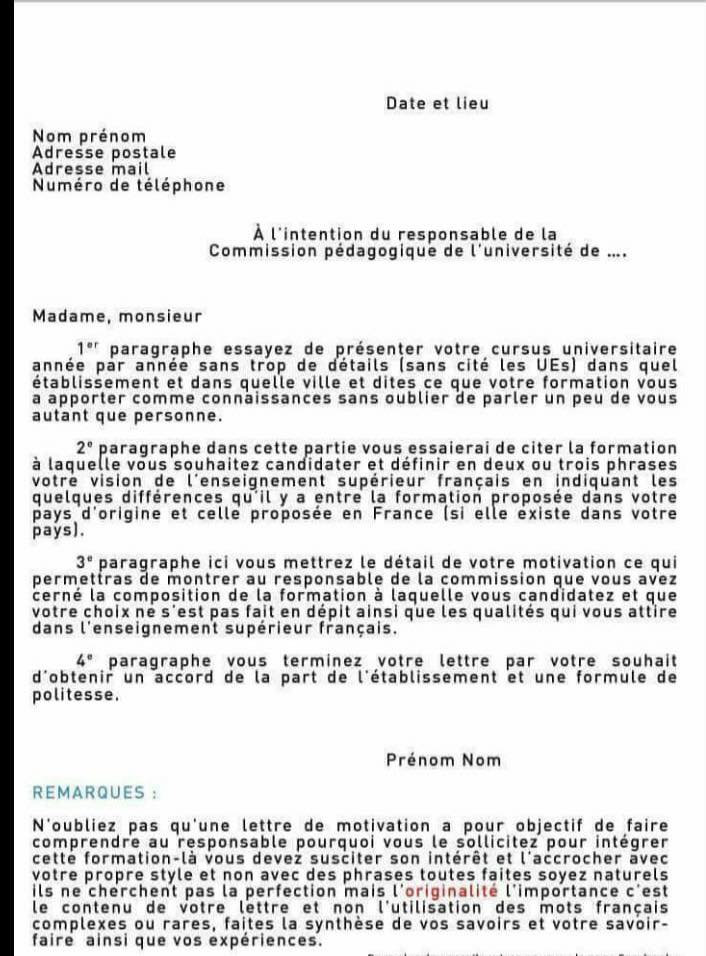 Date et lieu
Nom prénom
Adresse postale
Adresse mail
Numéro de téléphone
À l'intention du responsable de la
Commission pédagogique de l'université de ....
Madame, monsieur
1er paragraphe essayez de présenter votre cursus universitaire
année par année sans trop de détails (sans cité les UEs) dans quel
établissement et dans quelle ville et dites ce que votre formation vous
a apporter comme connaissances sans oublier de parler un peu de vous
autant que personne.
2e paragraphe dans cette partie vous essaierai de citer la formation
à laquelle vous souhaitez candidater et définir en deux ou trois phrases
votre vision de l'enseignement supérieur français en indiquant les
quelques différences qu'il y a entre la formation proposée dans votre
pays d'origine et celle proposée en France (si elle existe dans votre
pays).
3e paragraphe ici vous mettrez le détail de votre motivation ce qui
permettras de montrer au responsable de la commission que vous avez
cerné la composition de la formation à laquelle vous candidatez et que
votre choix ne s'est pas fait en dépit ainsi que les qualités qui vous attire
dans l'enseignement supérieur français.
4e paragraphe vous terminez votre lettre par votre souhait
d'obtenir un accord de la part de l'établissement et une formule de
politesse.
Prénom Nom
REMARQUES :
N'oubliez pas qu'une lettre de motivation a pour objectif de faire
comprendre au responsable pourquoi vous le sollicitez pour intégrer
cette formation-là vous devez susciter son intérêt et l'accrocher avec
votre propre style et non avec des phrases toutes faites soyez naturels
ils ne cherchent pas la perfection mais l'originalité l'importance c'est
le contenu de votre lettre et non l'utilisation des mots français
complexes ou rares, faites la synthèse de vos savoirs et votre savoir-
faire ainsi que vos expériences.